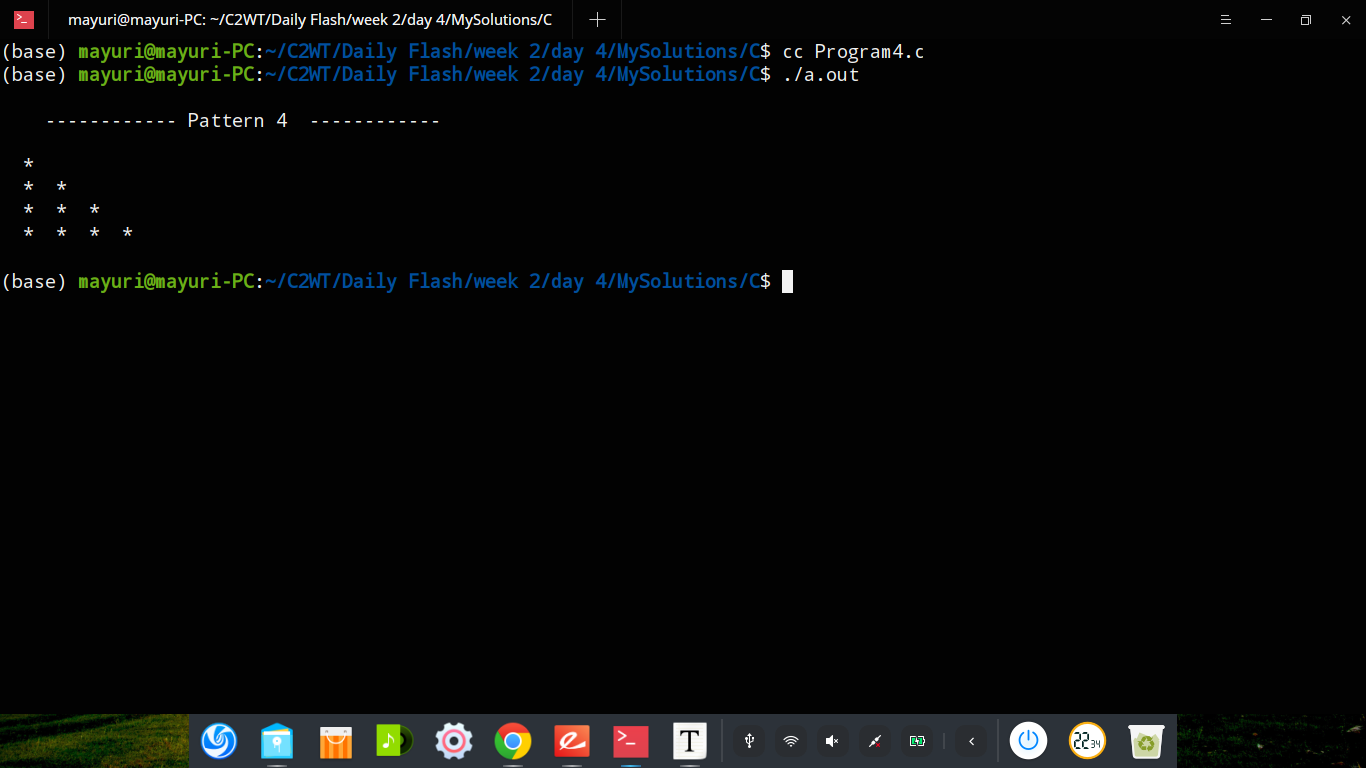 mayuri@mayuri-PC: ~/C2WT/Daily Flash/week 2/day 4/MySolutions/C
(base) mayuri@mayuri-PC:~/C2WT/Daily Flash/week 2/day 4/MySolutions/C$ cc Program4.c
(base) mayuri@mayuri-PC:~/C2WT/Daily Flash/week 2/day 4/MySolutions/C$ ./a.out
------------ Pattern 4  ------------
*
*  *
*  *  *
*  *  *  *
(base) mayuri@mayuri-PC:~/C2WT/Daily Flash/week 2/day 4/MySolutions/C$
T
22 34